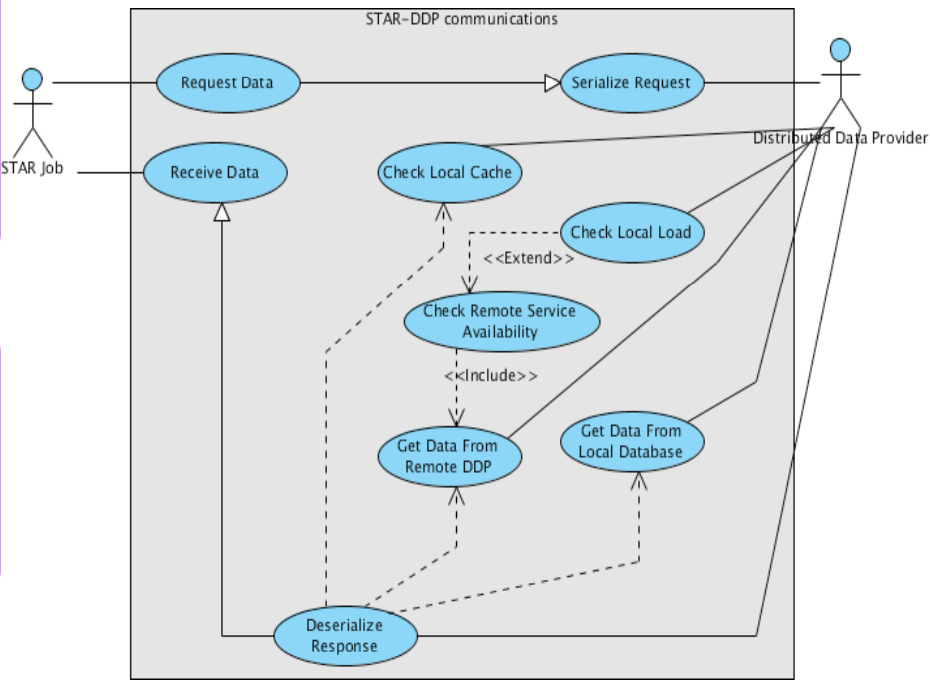 STAR-DDP communications
Request Data
Serialize Request
Distributed Data Provider
STAR Job
Receive Data
Check Local Cache
Check Local Load
<<Extend>>
Check Remote Service
Availability
<<Include>>
Get Data From
Remote DDP
Get Data From
Local Database
Deserialize
Response